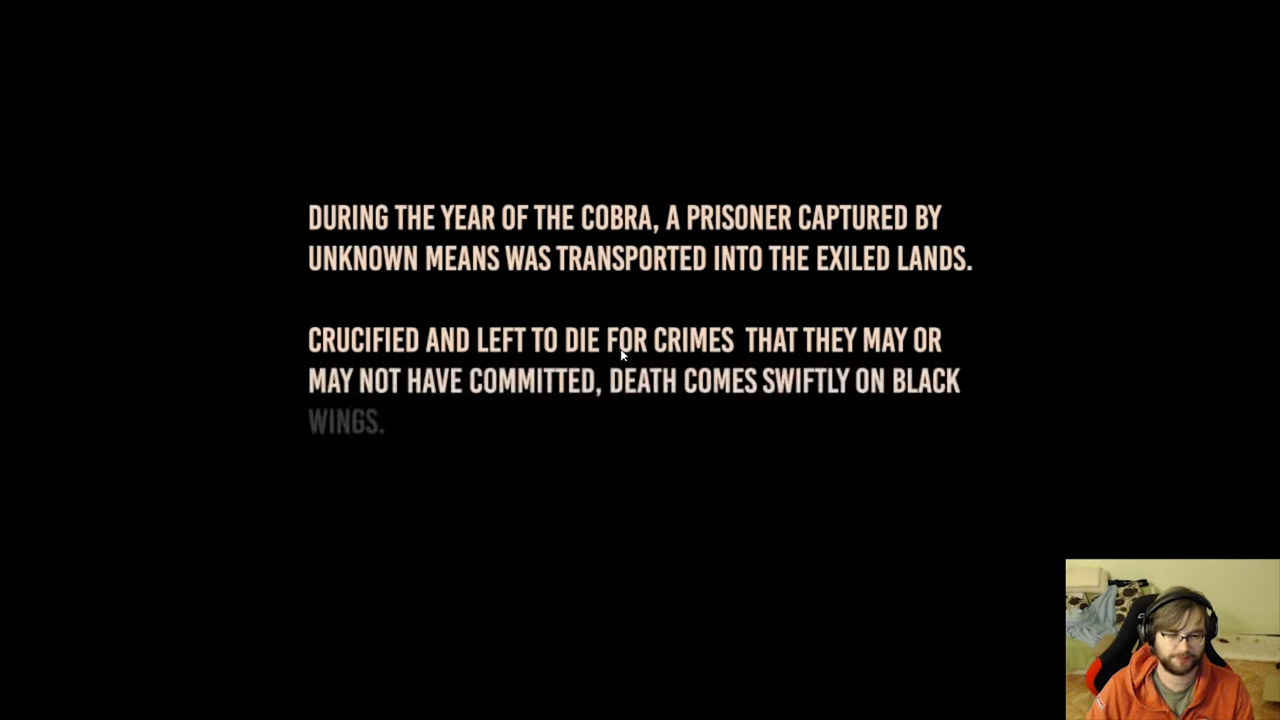 DURING THE YEAR OF THE COBRA, A PRISONER CAPTURED BY
UNKNOWN MEANS WAS TRANSPORTED INTO THE EXILED LANDS.
CRUCIFIED AND LEFT TO DIE FOR CRIMES THAT THEY MAY OR
MAY NOT HAVE COMMITTED, DEATH COMES SWIFTLY ON BLACK
WINGS.